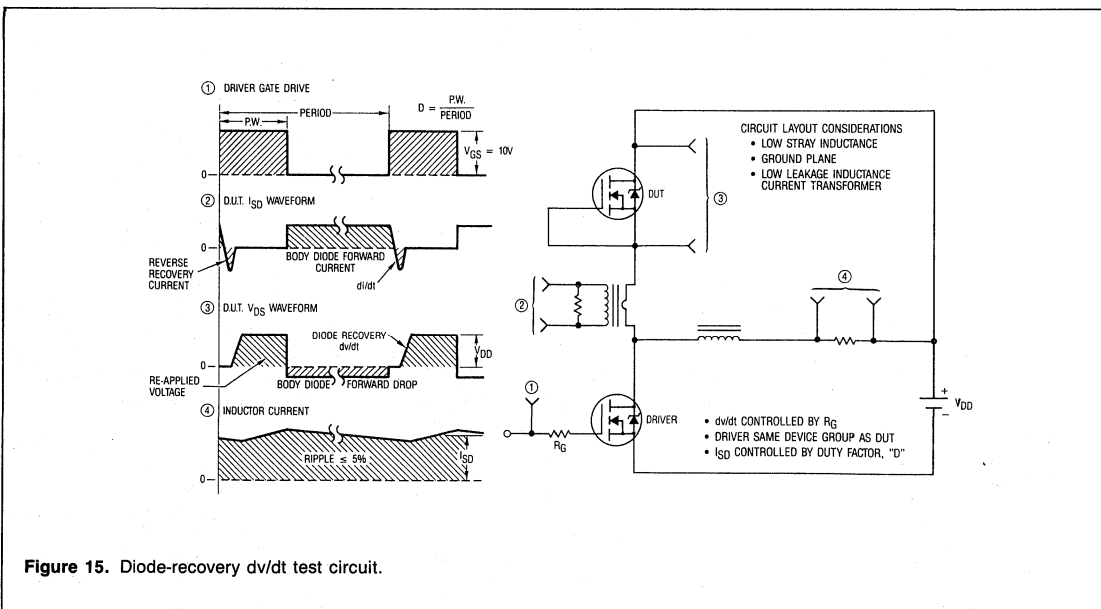 ① DRIVER GATE DRIVE
PERIOD
P.W.
D = P.W. / PERIOD
V_GS = 10V
0
② D.U.T. I_SD WAVEFORM
0
REVERSE
RECOVERY
CURRENT
BODY DIODE FORWARD
CURRENT
di/dt
③ D.U.T. V_DS WAVEFORM
DIODE RECOVERY
dv/dt
V_DD
0
RE-APPLIED
VOLTAGE
BODY DIODE FORWARD DROP
④ INDUCTOR CURRENT
RIPPLE ≤ 5%
I_SD
0
CIRCUIT LAYOUT CONSIDERATIONS
• LOW STRAY INDUCTANCE
• GROUND PLANE
• LOW LEAKAGE INDUCTANCE
CURRENT TRANSFORMER
DUT
③
②
④
①
R_G
DRIVER
+
V_DD
−
• dv/dt CONTROLLED BY R_G
• DRIVER SAME DEVICE GROUP AS DUT
• I_SD CONTROLLED BY DUTY FACTOR, "D"
Figure 15. Diode-recovery dv/dt test circuit.